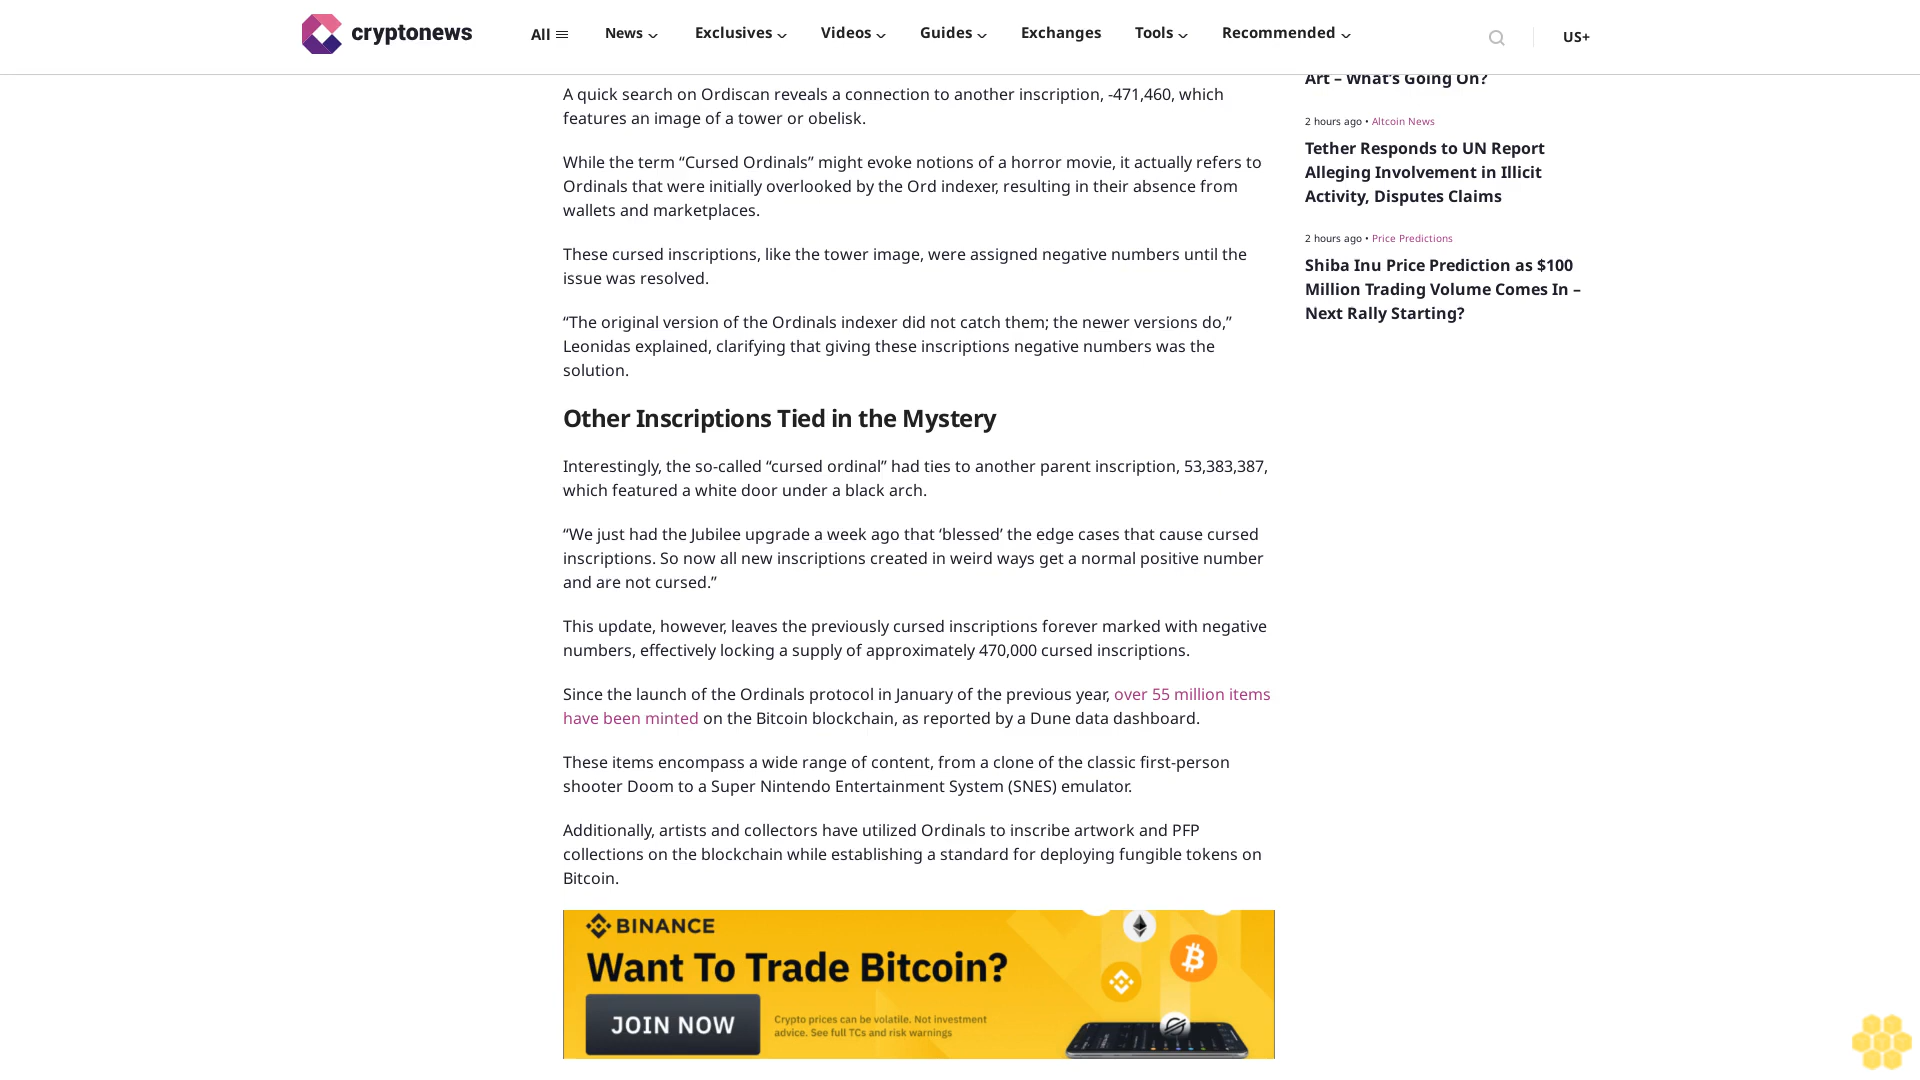 cryptonews
All
News
Exclusives
Videos
Guides
Exchanges
Tools
Recommended
US+
A quick search on Ordiscan reveals a connection to another inscription, -471,460, which
features an image of a tower or obelisk.
While the term “Cursed Ordinals” might evoke notions of a horror movie, it actually refers to
Ordinals that were initially overlooked by the Ord indexer, resulting in their absence from
wallets and marketplaces.
These cursed inscriptions, like the tower image, were assigned negative numbers until the
issue was resolved.
“The original version of the Ordinals indexer did not catch them; the newer versions do,”
Leonidas explained, clarifying that giving these inscriptions negative numbers was the
solution.
Other Inscriptions Tied in the Mystery
Interestingly, the so-called “cursed ordinal” had ties to another parent inscription, 53,383,387,
which featured a white door under a black arch.
“We just had the Jubilee upgrade a week ago that ‘blessed’ the edge cases that cause cursed
inscriptions. So now all new inscriptions created in weird ways get a normal positive number
and are not cursed.”
This update, however, leaves the previously cursed inscriptions forever marked with negative
numbers, effectively locking a supply of approximately 470,000 cursed inscriptions.
Since the launch of the Ordinals protocol in January of the previous year, over 55 million items
have been minted on the Bitcoin blockchain, as reported by a Dune data dashboard.
These items encompass a wide range of content, from a clone of the classic first-person
shooter Doom to a Super Nintendo Entertainment System (SNES) emulator.
Additionally, artists and collectors have utilized Ordinals to inscribe artwork and PFP
collections on the blockchain while establishing a standard for deploying fungible tokens on
Bitcoin.
BINANCE
Want To Trade Bitcoin?
JOIN NOW
Crypto prices can be volatile. Not investment
advice. See full TCs and risk warnings
Art – What’s Going On?
2 hours ago • Altcoin News
Tether Responds to UN Report
Alleging Involvement in Illicit
Activity, Disputes Claims
2 hours ago • Price Predictions
Shiba Inu Price Prediction as $100
Million Trading Volume Comes In –
Next Rally Starting?